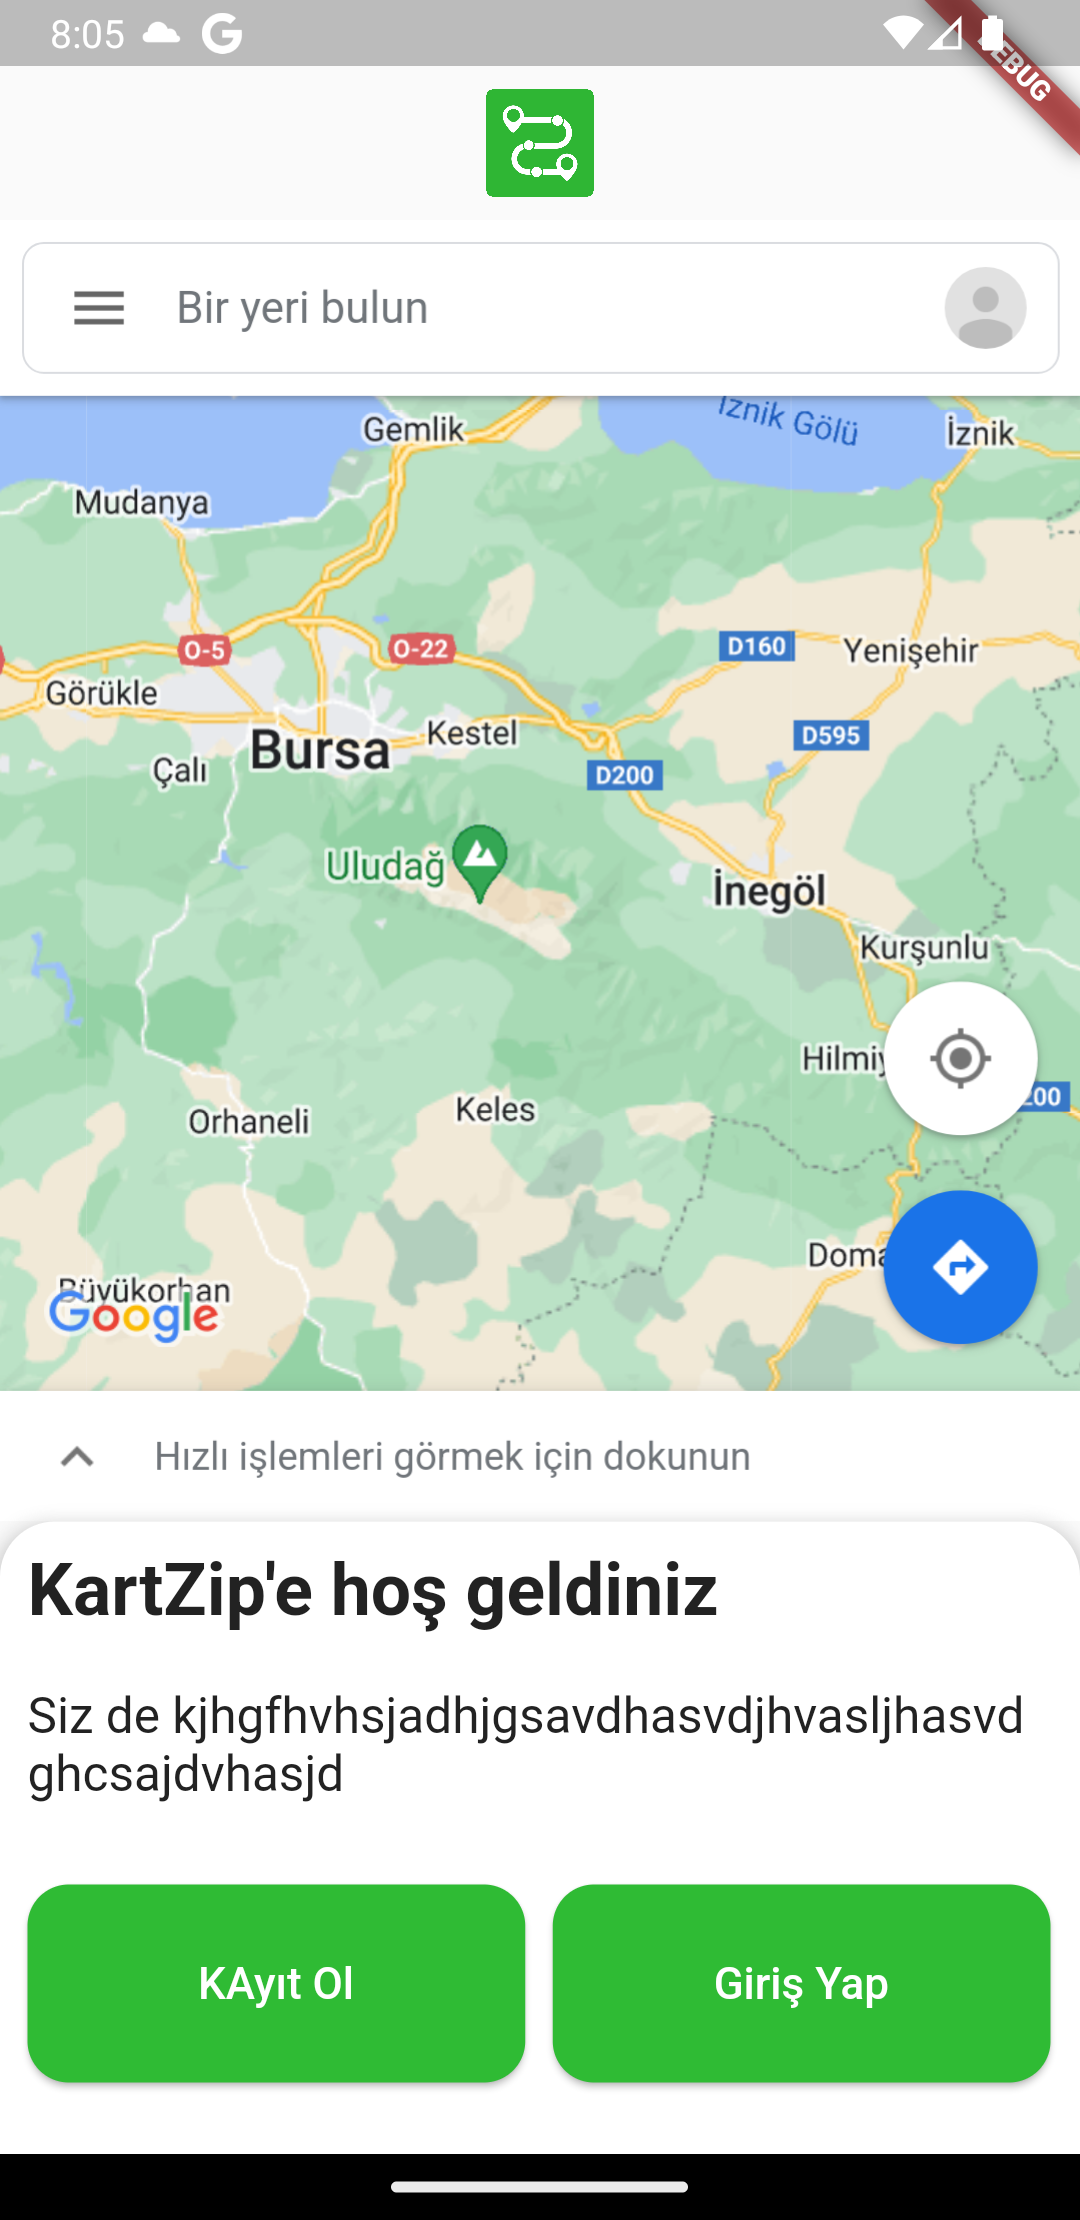 8:05
DEBUG
Bir yeri bulun
İznik Gölü
Gemlik
İznik
Mudanya
O-5
O-22
D160
Yenişehir
Görükle
Kestel
D595
Bursa
Çalı
D200
Uludağ
İnegöl
Kurşunlu
Hilmiy
200
Keles
Orhaneli
Doma
Büyükorhan
Google
Hızlı işlemleri görmek için dokunun
KartZip'e hoş geldiniz
Siz de kjhgfhvhsjadhjgsavdhasvdjhvasljhasvd
ghcsajdvhasjd
KAyıt Ol
Giriş Yap